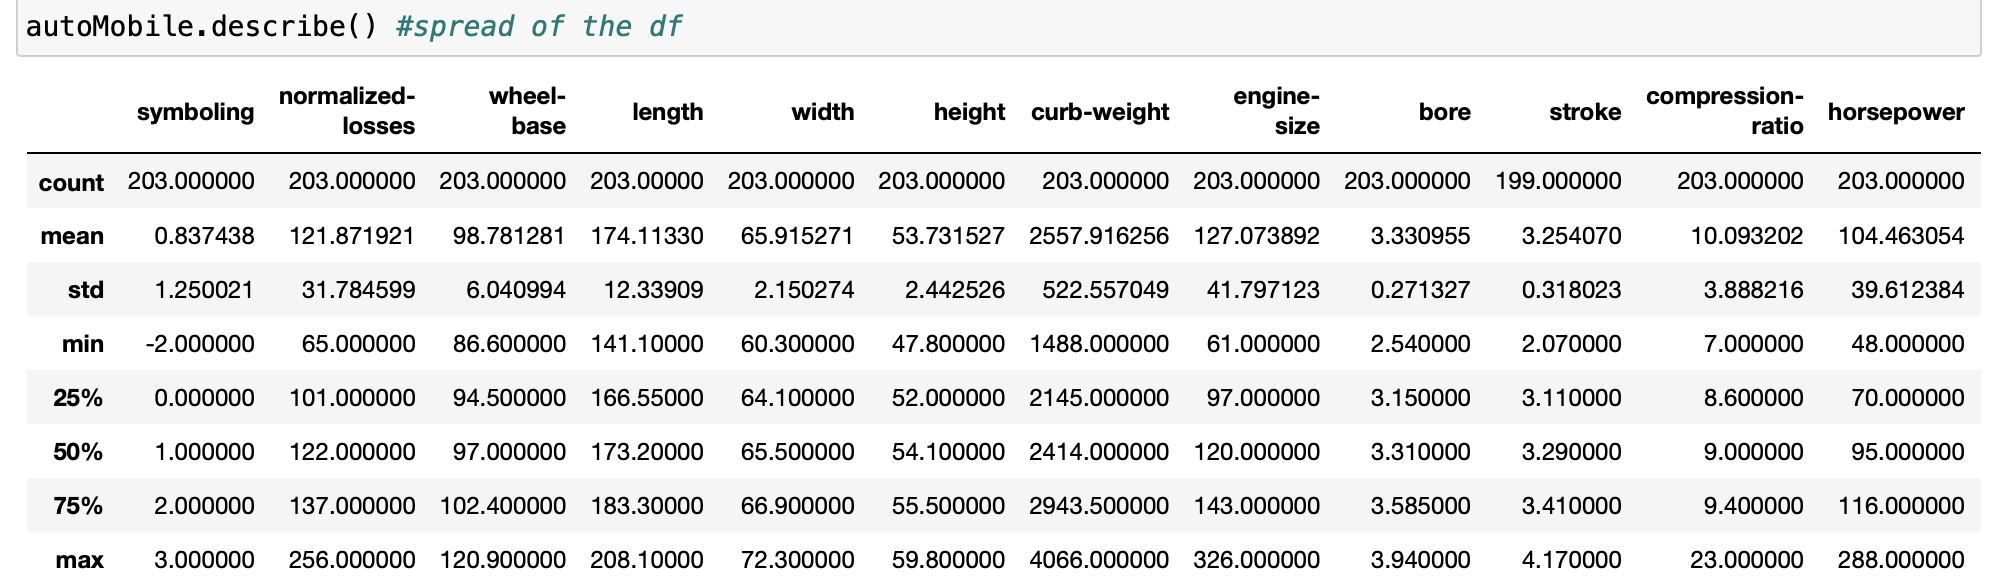 autoMobile.describe() #spread of the df
symboling normalized-losses wheel-base length width height curb-weight engine-size bore stroke compression-ratio horsepower
count 203.000000 203.000000 203.000000 203.00000 203.000000 203.000000 203.000000 203.000000 203.000000 199.000000 203.000000 203.000000
mean 0.837438 121.871921 98.781281 174.11330 65.915271 53.731527 2557.916256 127.073892 3.330955 3.254070 10.093202 104.463054
std 1.250021 31.784599 6.040994 12.33909 2.150274 2.442526 522.557049 41.797123 0.271327 0.318023 3.888216 39.612384
min -2.000000 65.000000 86.600000 141.10000 60.300000 47.800000 1488.000000 61.000000 2.540000 2.070000 7.000000 48.000000
25% 0.000000 101.000000 94.500000 166.55000 64.100000 52.000000 2145.000000 97.000000 3.150000 3.110000 8.600000 70.000000
50% 1.000000 122.000000 97.000000 173.20000 65.500000 54.100000 2414.000000 120.000000 3.310000 3.290000 9.000000 95.000000
75% 2.000000 137.000000 102.400000 183.30000 66.900000 55.500000 2943.500000 143.000000 3.585000 3.410000 9.400000 116.000000
max 3.000000 256.000000 120.900000 208.10000 72.300000 59.800000 4066.000000 326.000000 3.940000 4.170000 23.000000 288.000000